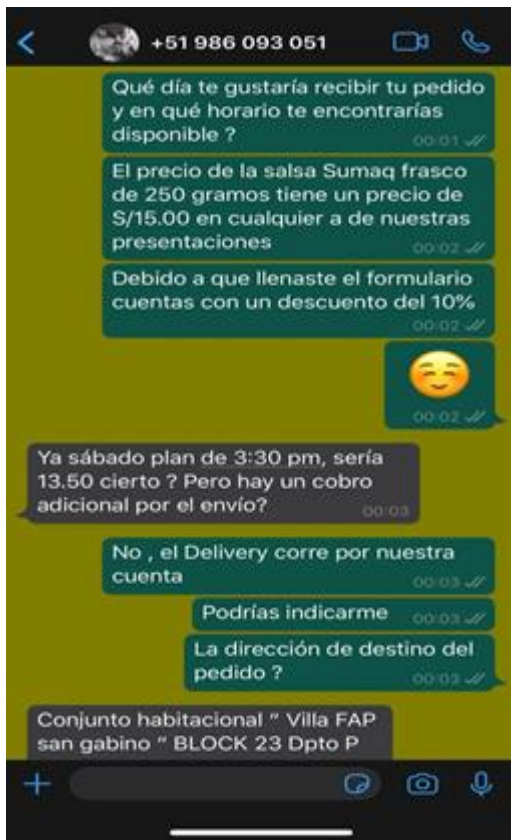 +51 986 093 051
Qué día te gustaría recibir tu pedido
y en qué horario te encontrarías
disponible ?
00:01
El precio de la salsa Sumaq frasco
de 250 gramos tiene un precio de
S/15.00 en cualquier a de nuestras
presentaciones
00:02
Debido a que llenaste el formulario
cuentas con un descuento del 10%
00:02
00:02
Ya sábado plan de 3:30 pm, sería
13.50 cierto ? Pero hay un cobro
adicional por el envío?
00:03
No , el Delivery corre por nuestra
cuenta
00:03
Podrías indicarme
00:03
La dirección de destino del
pedido ?
00:03
Conjunto habitacional “ Villa FAP
san gabino “ BLOCK 23 Dpto P